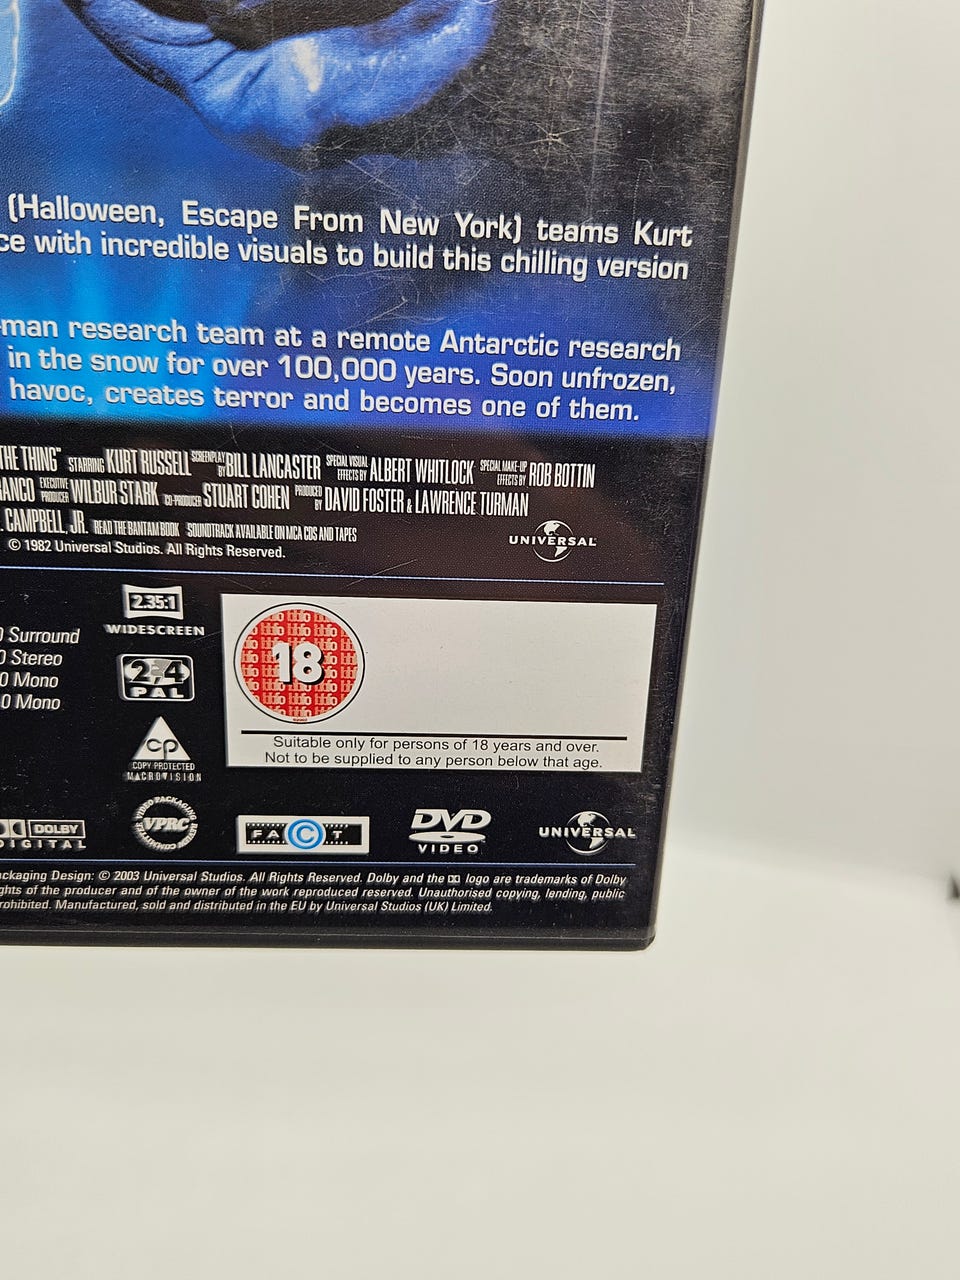 (Halloween, Escape From New York) teams Kurt
ce with incredible visuals to build this chilling version
-man research team at a remote Antarctic research
in the snow for over 100,000 years. Soon unfrozen,
havoc, creates terror and becomes one of them.
THE THING" STARRING KURT RUSSELL SCREENPLAY BY BILL LANCASTER SPECIAL VISUAL EFFECTS BY ALBERT WHITLOCK SPECIAL MAKE-UP EFFECTS BY ROB BOTTIN
RANCO EXECUTIVE PRODUCER WILBUR STARK CO-PRODUCER STUART COHEN PRODUCED BY DAVID FOSTER & LAWRENCE TURMAN
. CAMPBELL, JR. READ THE BANTAM BOOK SOUNDTRACK AVAILABLE ON MCA CDS AND TAPES
© 1982 Universal Studios. All Rights Reserved.
UNIVERSAL
2.35:1
WIDESCREEN
0 Surround
0 Stereo
.0 Mono
.0 Mono
2 4
PAL
CP
COPY PROTECTED
MACROVISION
18
Suitable only for persons of 18 years and over.
Not to be supplied to any person below that age.
DOLBY
DIGITAL
VIDEO PACKAGING REVIEW COMMITTEE
VPRC
FACT
DVD
VIDEO
UNIVERSAL
ackaging Design: © 2003 Universal Studios. All Rights Reserved. Dolby and the logo are trademarks of Dolby
ghts of the producer and of the owner of the work reproduced reserved. Unauthorised copying, lending, public
rohibited. Manufactured, sold and distributed in the EU by Universal Studios (UK) Limited.